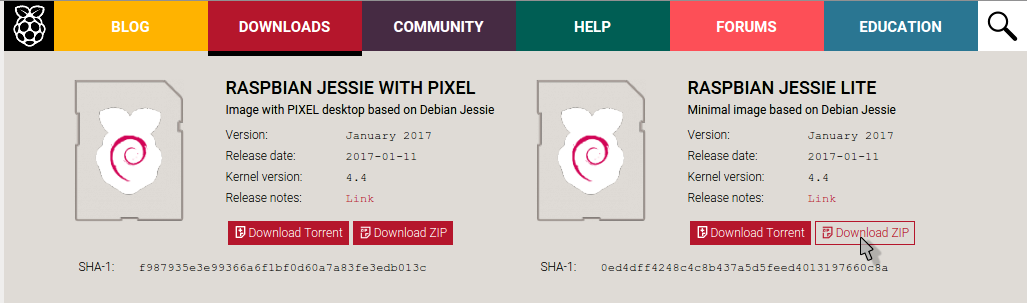 BLOG DOWNLOADS COMMUNITY HELP FORUMS EDUCATION
RASPBIAN JESSIE WITH PIXEL
Image with PIXEL desktop based on Debian Jessie
Version: January 2017
Release date: 2017-01-11
Kernel version: 4.4
Release notes: Link
Download Torrent Download ZIP
SHA-1: f987935e3e99366a6f1bf0d60a7a83fe3edb013c
RASPBIAN JESSIE LITE
Minimal image based on Debian Jessie
Version: January 2017
Release date: 2017-01-11
Kernel version: 4.4
Release notes: Link
Download Torrent Download ZIP
SHA-1: 0ed4dff4248c4c8b437a5d5feed4013197660c8a